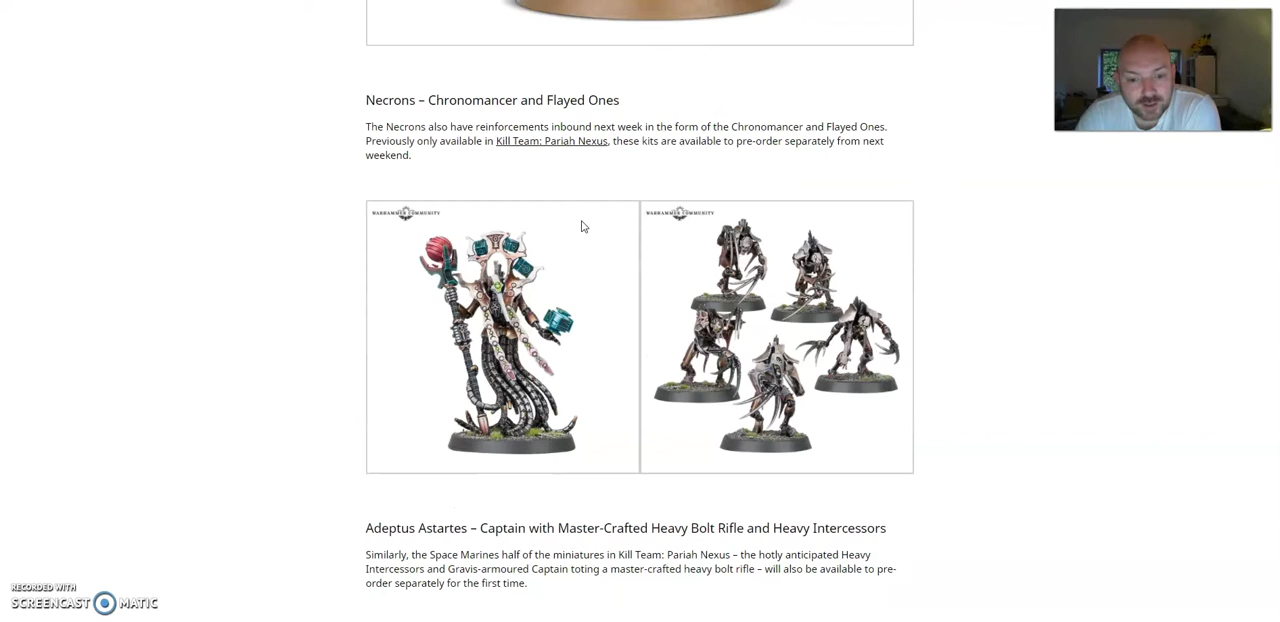 Necrons – Chronomancer and Flayed Ones
The Necrons also have reinforcements inbound next week in the form of the Chronomancer and Flayed Ones.
Previously only available in Kill Team: Pariah Nexus, these kits are available to pre-order separately from next
weekend.
WARHAMMER COMMUNITY
WARHAMMER COMMUNITY
Adeptus Astartes – Captain with Master-Crafted Heavy Bolt Rifle and Heavy Intercessors
Similarly, the Space Marines half of the miniatures in Kill Team: Pariah Nexus – the hotly anticipated Heavy
Intercessors and Gravis-armoured Captain toting a master-crafted heavy bolt rifle – will also be available to pre-
order separately for the first time.
RECORDED WITH
SCREENCAST MATIC